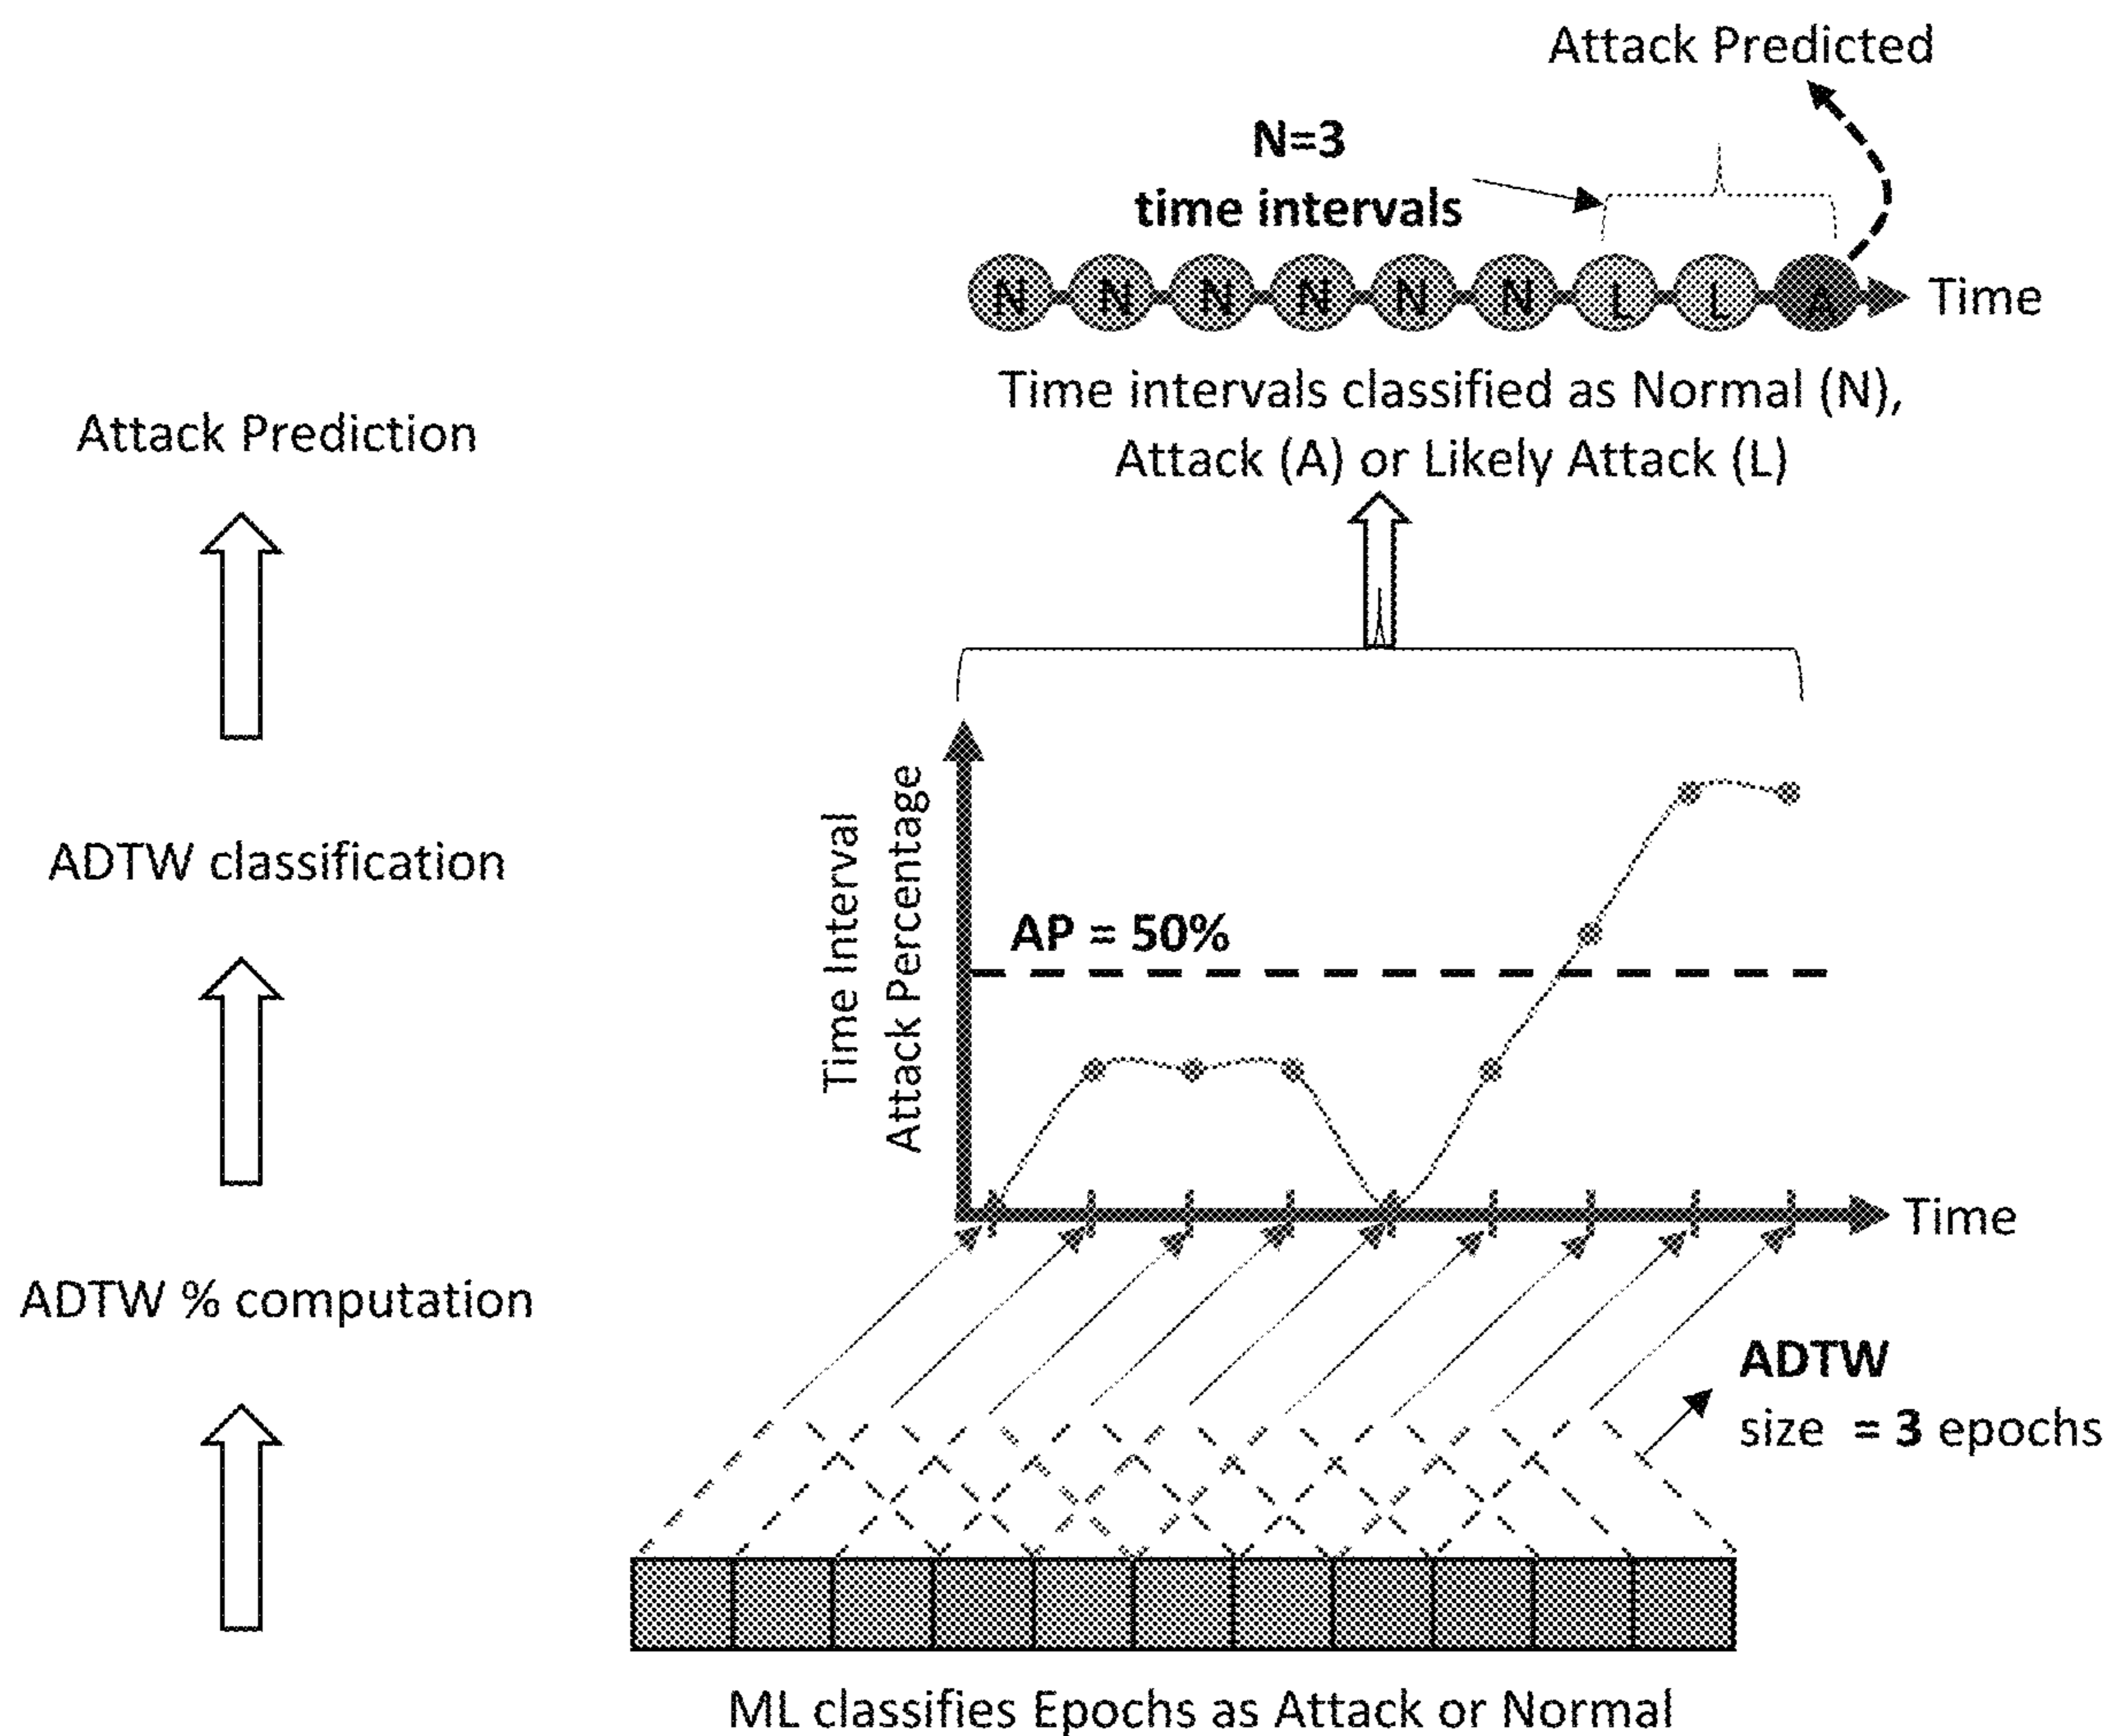 Attack Predicted
N=3
time intervals
N N N N N N L L A
Time
Time intervals classified as Normal (N),
Attack (A) or Likely Attack (L)
Attack Prediction
ADTW classification
ADTW % computation
Time Interval
Attack Percentage
AP = 50%
Time
ADTW
size = 3 epochs
ML classifies Epochs as Attack or Normal